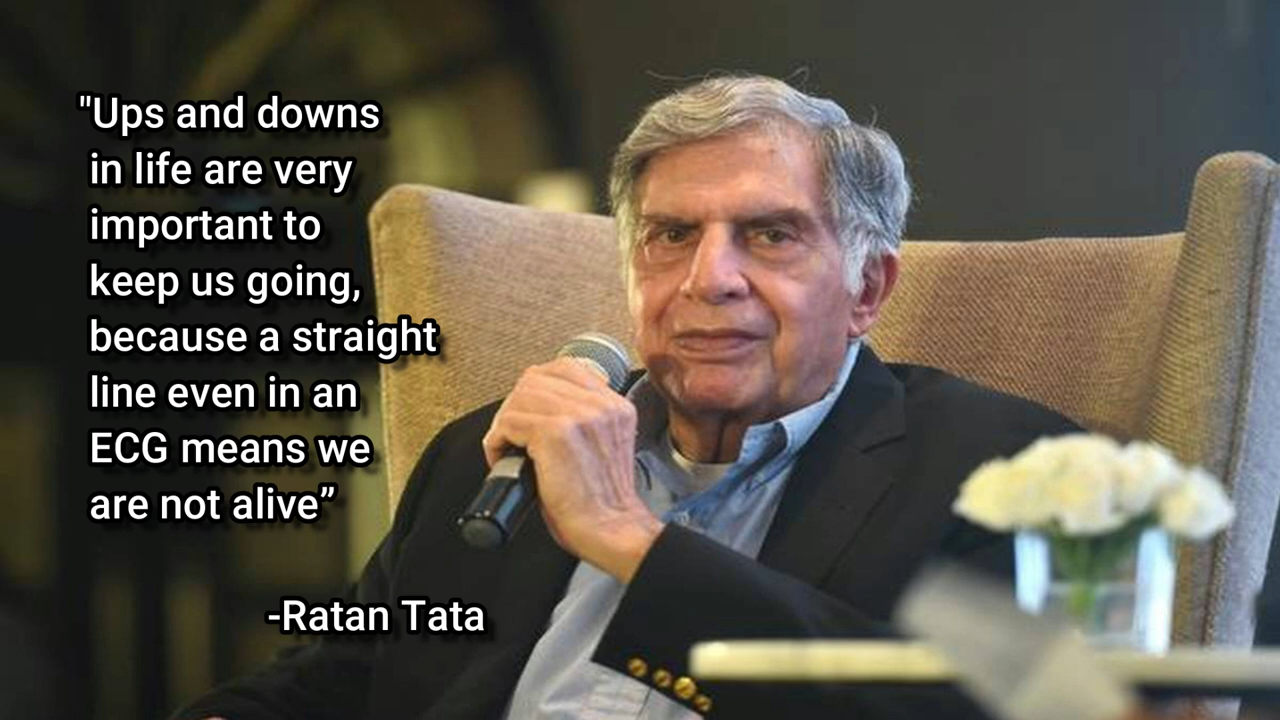 "Ups and downs
in life are very
important to
keep us going,
because a straight
line even in an
ECG means we
are not alive”
-Ratan Tata